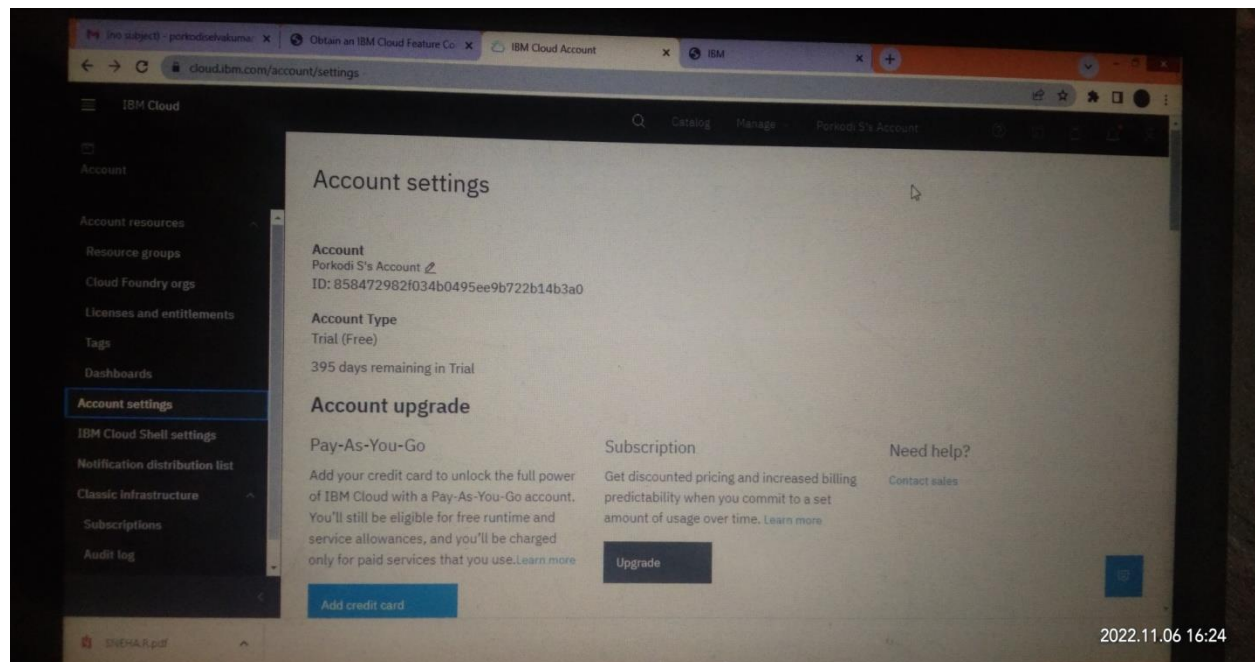 (no subject) - porkodiselvakuma
Obtain an IBM Cloud Feature Co
IBM Cloud Account
IBM
cloud.ibm.com/account/settings
IBM Cloud
Catalog
Manage
Porkodi S's Account
Account
Account resources
Resource groups
Cloud Foundry orgs
Licenses and entitlements
Tags
Dashboards
Account settings
IBM Cloud Shell settings
Notification distribution list
Classic infrastructure
Subscriptions
Audit log
Account settings
Account
Porkodi S's Account
ID: 858472982f034b0495ee9b722b14b3a0
Account Type
Trial (Free)
395 days remaining in Trial
Account upgrade
Pay-As-You-Go
Add your credit card to unlock the full power
of IBM Cloud with a Pay-As-You-Go account.
You'll still be eligible for free runtime and
service allowances, and you'll be charged
only for paid services that you use.Learn more
Add credit card
Subscription
Get discounted pricing and increased billing
predictability when you commit to a set
amount of usage over time. Learn more
Upgrade
Need help?
Contact sales
SNEHA.R.pdf
2022.11.06 16:24